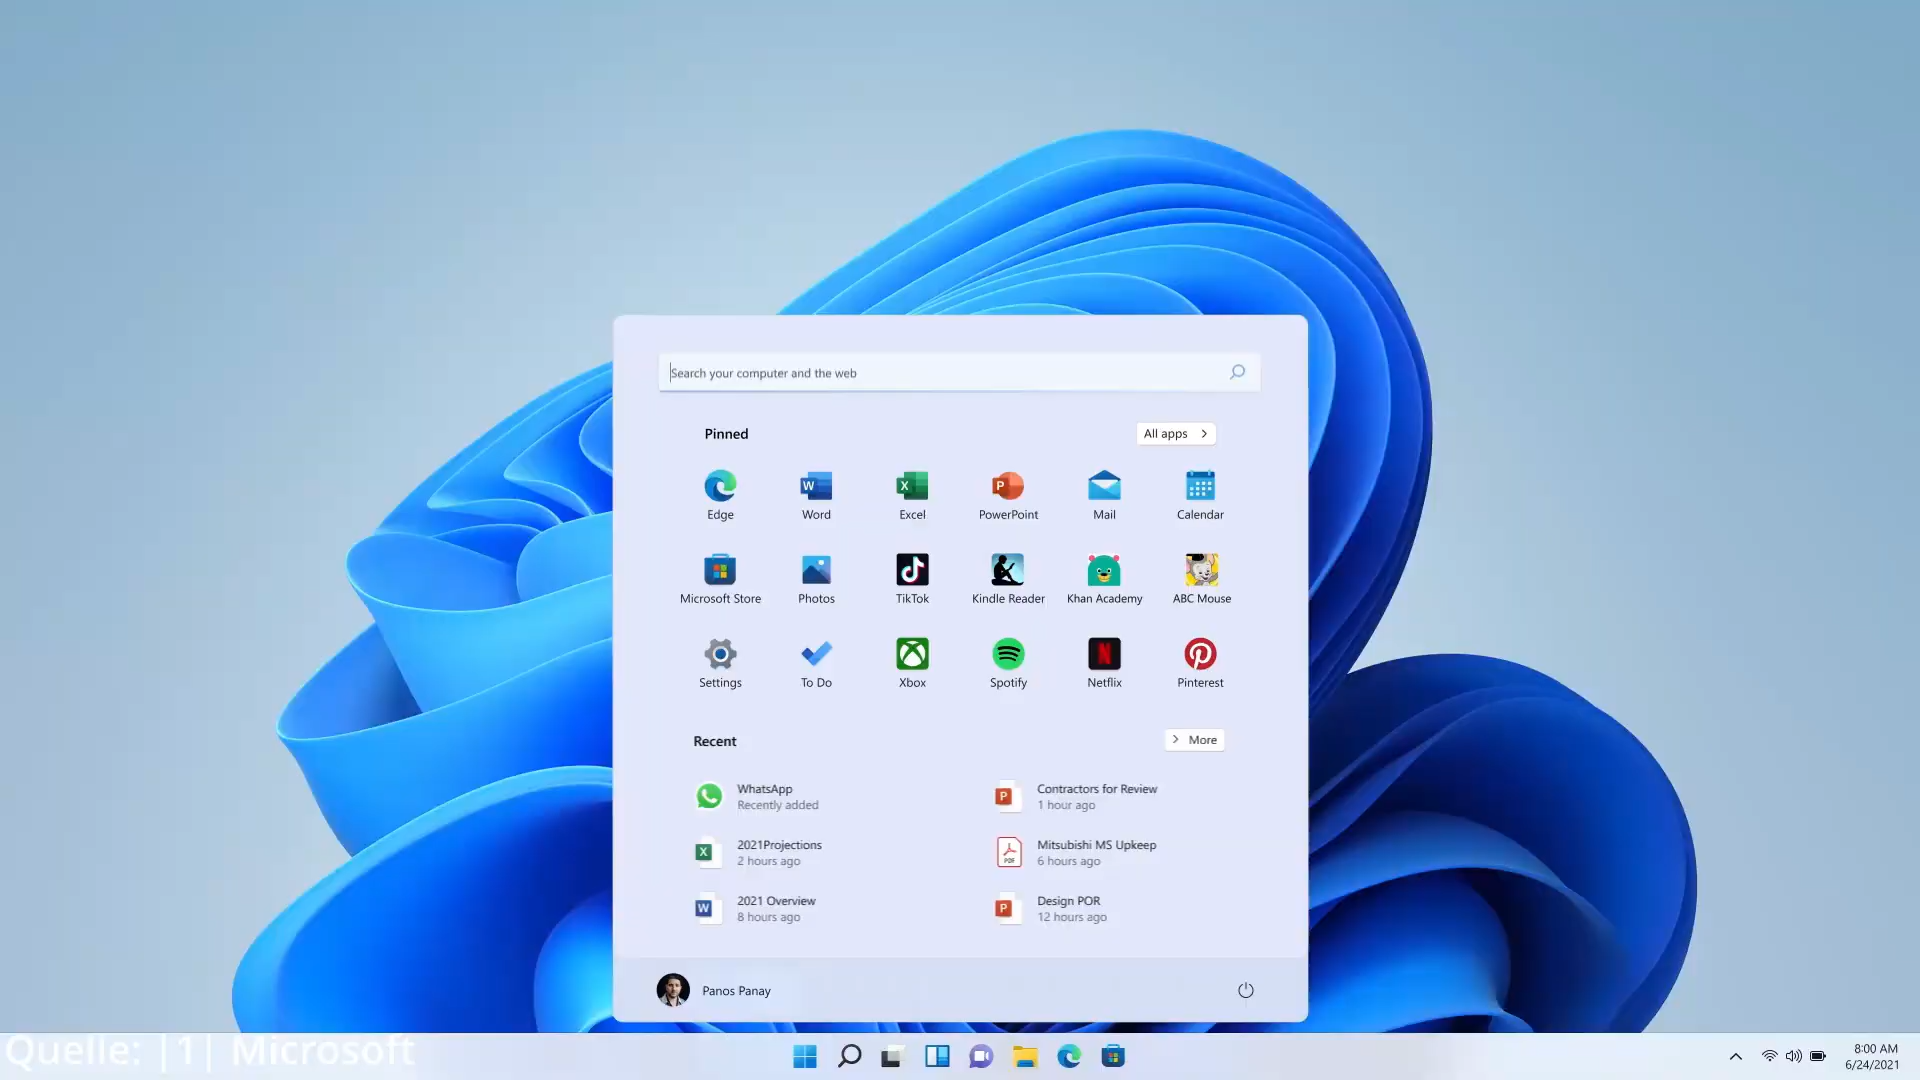 Search your computer and the web
Pinned
All apps
Edge
Word
Excel
PowerPoint
Mail
Calendar
Microsoft Store
Photos
TikTok
Kindle Reader
Khan Academy
ABC Mouse
Settings
To Do
Xbox
Spotify
Netflix
Pinterest
Recent
More
WhatsApp
Recently added
Contractors for Review
1 hour ago
2021Projections
2 hours ago
Mitsubishi MS Upkeep
6 hours ago
2021 Overview
8 hours ago
Design POR
12 hours ago
Panos Panay
Quelle: |1| Microsoft
8:00 AM
6/24/2021